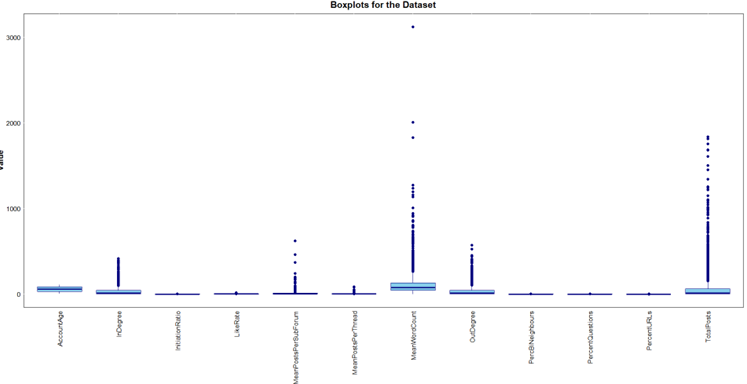 Boxplots for the Dataset
Value
3000
2000
1000
0
AccountAge
InDegree
InitiationRatio
LikeRate
MeanPostsPerSubForum
MeanPostsPerThread
MeanWordCount
OutDegree
PercBiNeighbours
PercentQuestions
PercentURLs
TotalPosts